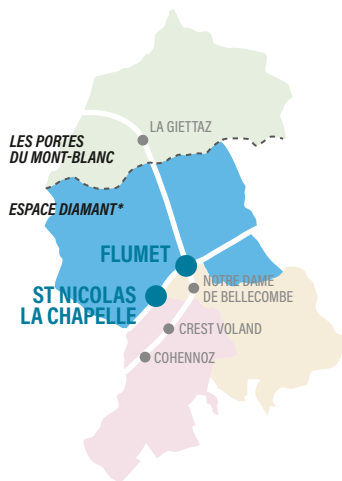 LA GIETTAZ
LES PORTES
DU MONT-BLANC
ESPACE DIAMANT*
FLUMET
NOTRE DAME
DE BELLECOMBE
ST NICOLAS
LA CHAPELLE
CREST VOLAND
COHENNOZ